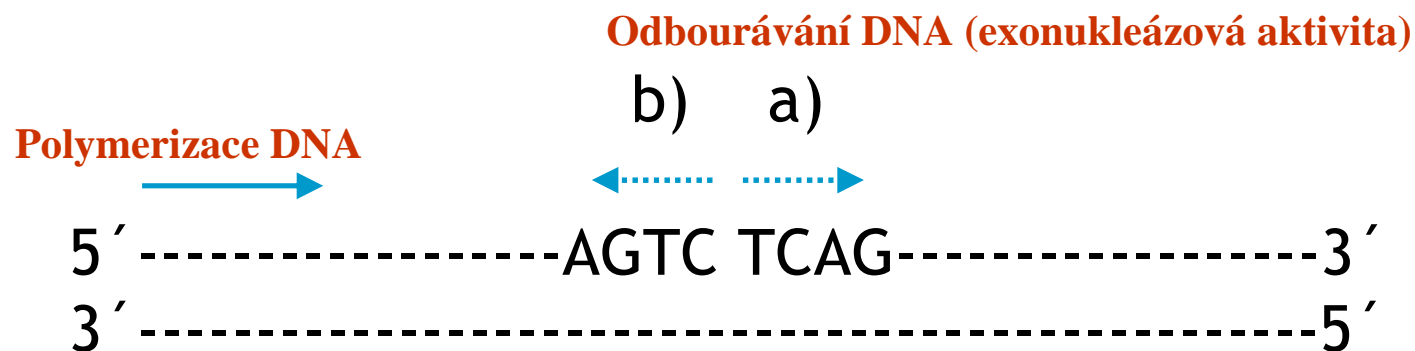 Odbourávání DNA (exonukleázová aktivita)
b) a)
Polymerizace DNA
5´-----------------AGTC TCAG-----------------3´
3´------------------------------------------------5´